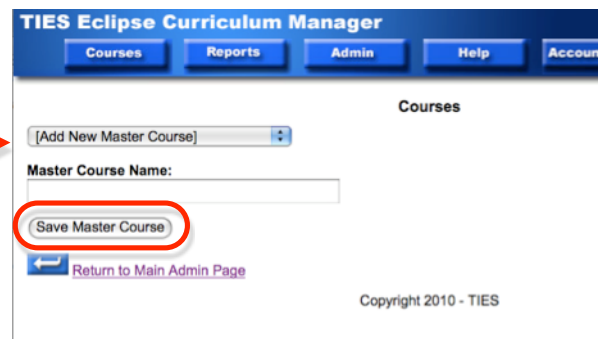 TIES Eclipse Curriculum Manager
Courses Reports Admin Help Accoun
Courses
[Add New Master Course]
Master Course Name:
Save Master Course
Return to Main Admin Page
Copyright 2010 - TIES